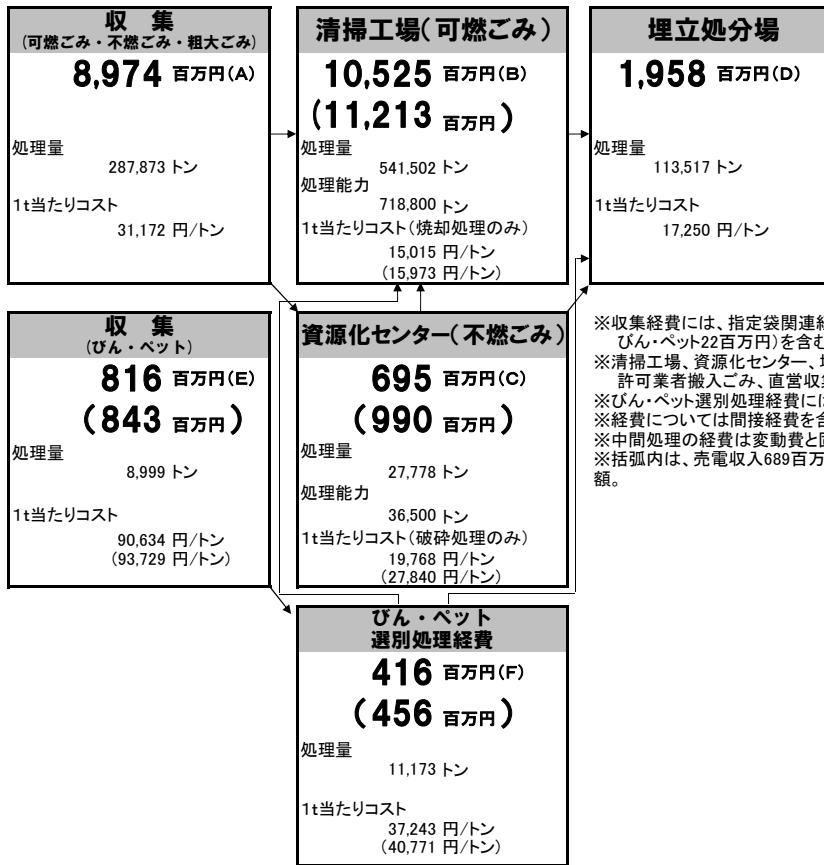 収 集
(可燃ごみ・不燃ごみ・粗大ごみ)
8,974 百万円(A)
処理量
287,873 トン
1t当たりコスト
31,172 円/トン
清掃工場(可燃ごみ)
10,525 百万円(B)
(11,213 百万円)
処理量
541,502 トン
処理能力
718,800 トン
1t当たりコスト(焼却処理のみ)
15,015 円/トン
(15,973 円/トン)
埋立処分場
1,958 百万円(D)
処理量
113,517 トン
1t当たりコスト
17,250 円/トン
収 集
(びん・ペット)
816 百万円(E)
(843 百万円)
処理量
8,999 トン
1t当たりコスト
90,634 円/トン
(93,729 円/トン)
資源化センター(不燃ごみ)
695 百万円(C)
(990 百万円)
処理量
27,778 トン
処理能力
36,500 トン
1t当たりコスト(破砕処理のみ)
19,768 円/トン
(27,840 円/トン)
※収集経費には、指定袋関連
びん・ペット22百万円)を含む
※清掃工場、資源化センター、
許可業者搬入ごみ、直営収
※びん・ペット選別処理経費に
※経費については間接経費を
※中間処理の経費は変動費と
※括弧内は、売電収入689百万
額。
びん・ペット
選別処理経費
416 百万円(F)
(456 百万円)
処理量
11,173 トン
1t当たりコスト
37,243 円/トン
(40,771 円/トン)